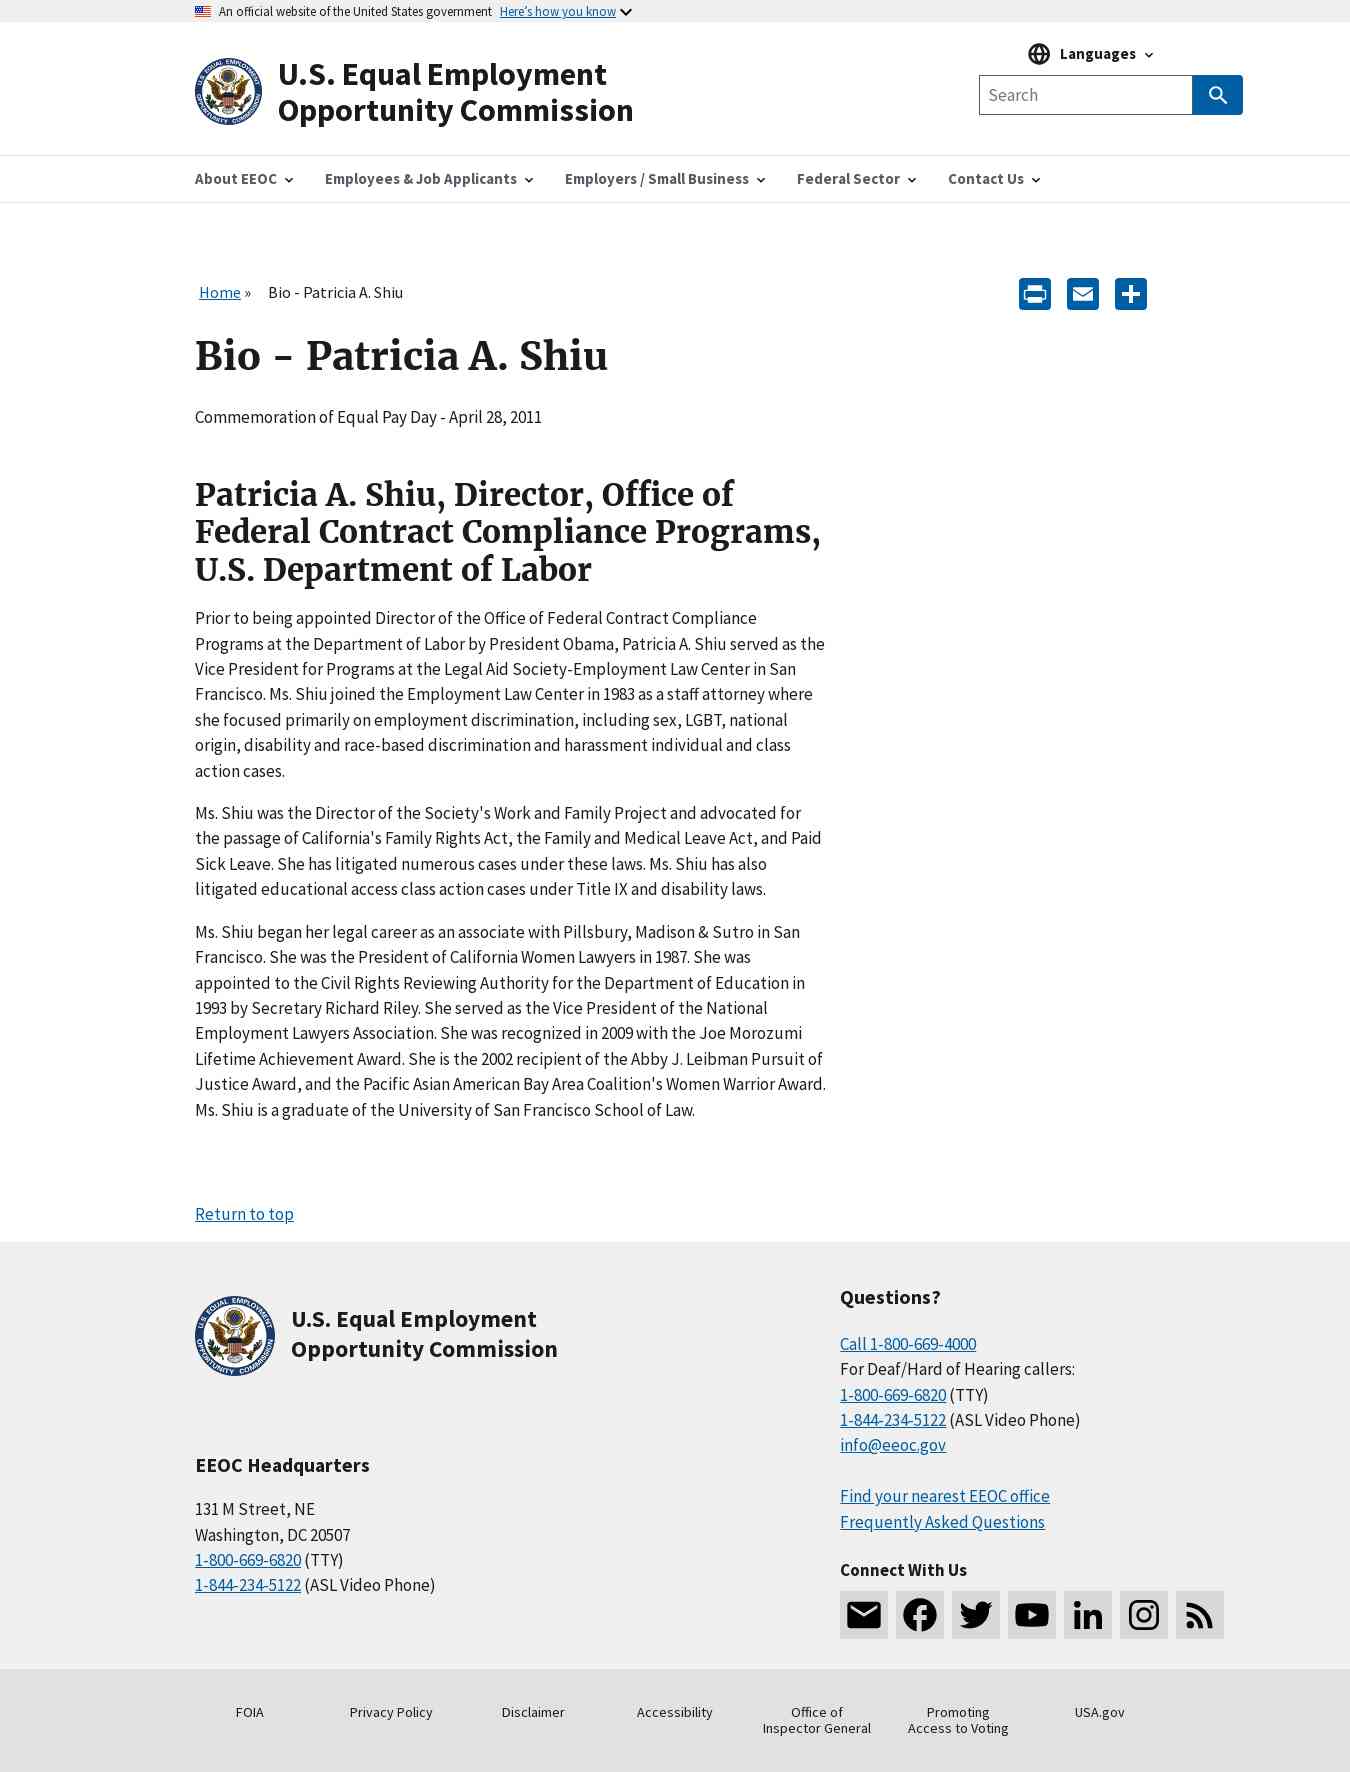 An official website of the United States government Here’s how you know
U.S. Equal Employment
Opportunity Commission
Languages
Search
About EEOC
Employees & Job Applicants
Employers / Small Business
Federal Sector
Contact Us
Home » Bio - Patricia A. Shiu
Bio - Patricia A. Shiu
Commemoration of Equal Pay Day - April 28, 2011
Patricia A. Shiu, Director, Office of
Federal Contract Compliance Programs,
U.S. Department of Labor
Prior to being appointed Director of the Office of Federal Contract Compliance
Programs at the Department of Labor by President Obama, Patricia A. Shiu served as the
Vice President for Programs at the Legal Aid Society-Employment Law Center in San
Francisco. Ms. Shiu joined the Employment Law Center in 1983 as a staff attorney where
she focused primarily on employment discrimination, including sex, LGBT, national
origin, disability and race-based discrimination and harassment individual and class
action cases.
Ms. Shiu was the Director of the Society's Work and Family Project and advocated for
the passage of California's Family Rights Act, the Family and Medical Leave Act, and Paid
Sick Leave. She has litigated numerous cases under these laws. Ms. Shiu has also
litigated educational access class action cases under Title IX and disability laws.
Ms. Shiu began her legal career as an associate with Pillsbury, Madison & Sutro in San
Francisco. She was the President of California Women Lawyers in 1987. She was
appointed to the Civil Rights Reviewing Authority for the Department of Education in
1993 by Secretary Richard Riley. She served as the Vice President of the National
Employment Lawyers Association. She was recognized in 2009 with the Joe Morozumi
Lifetime Achievement Award. She is the 2002 recipient of the Abby J. Leibman Pursuit of
Justice Award, and the Pacific Asian American Bay Area Coalition's Women Warrior Award.
Ms. Shiu is a graduate of the University of San Francisco School of Law.
Return to top
U.S. EQUAL EMPLOYMENT OPPORTUNITY COMMISSION
U.S. Equal Employment
Opportunity Commission
EEOC Headquarters
131 M Street, NE
Washington, DC 20507
1-800-669-6820 (TTY)
1-844-234-5122 (ASL Video Phone)
Questions?
Call 1-800-669-4000
For Deaf/Hard of Hearing callers:
1-800-669-6820 (TTY)
1-844-234-5122 (ASL Video Phone)
info@eeoc.gov
Find your nearest EEOC office
Frequently Asked Questions
Connect With Us
FOIA
Privacy Policy
Disclaimer
Accessibility
Office of
Inspector General
Promoting
Access to Voting
USA.gov